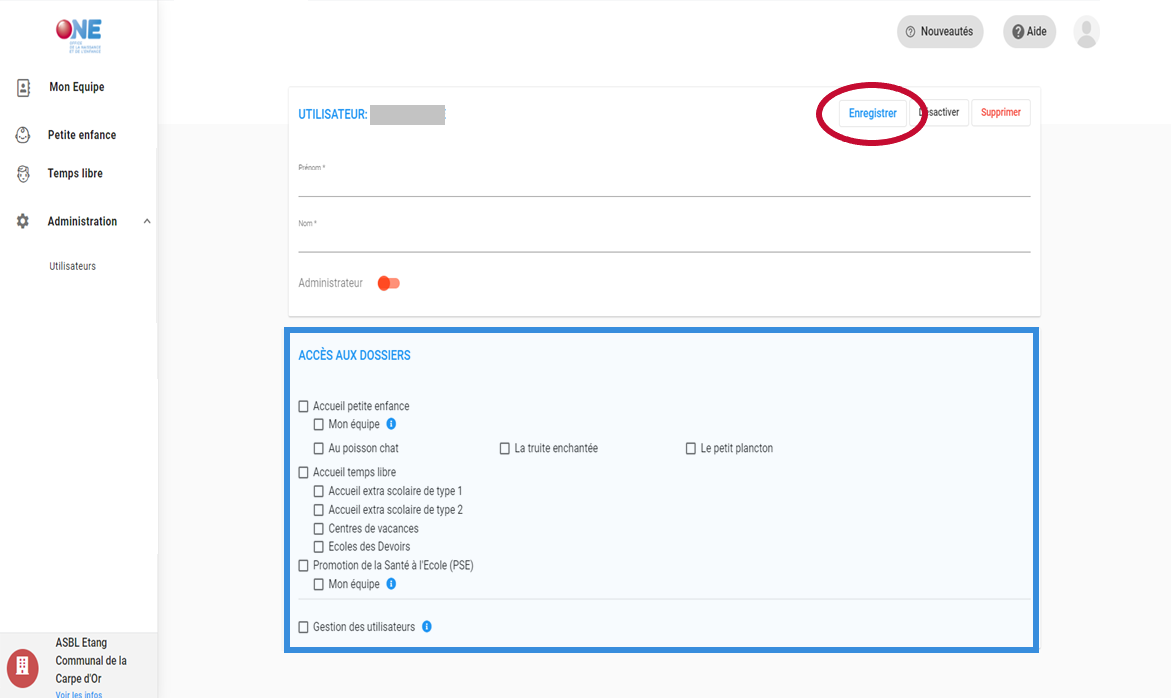 ONE
OFFICE
DE LA NAISSANCE
ET DE L'ENFANCE
Mon Equipe
Petite enfance
Temps libre
Administration
Utilisateurs
ASBL Etang
Communal de la
Carpe d'Or
Voir les infos
Nouveautés
Aide
UTILISATEUR:
Enregistrer
Désactiver
Supprimer
Prénom *
Nom *
Administrateur
ACCÈS AUX DOSSIERS
Accueil petite enfance
Mon équipe
Au poisson chat La truite enchantée Le petit plancton
Accueil temps libre
Accueil extra scolaire de type 1
Accueil extra scolaire de type 2
Centres de vacances
Ecoles des Devoirs
Promotion de la Santé à l'Ecole (PSE)
Mon équipe
Gestion des utilisateurs